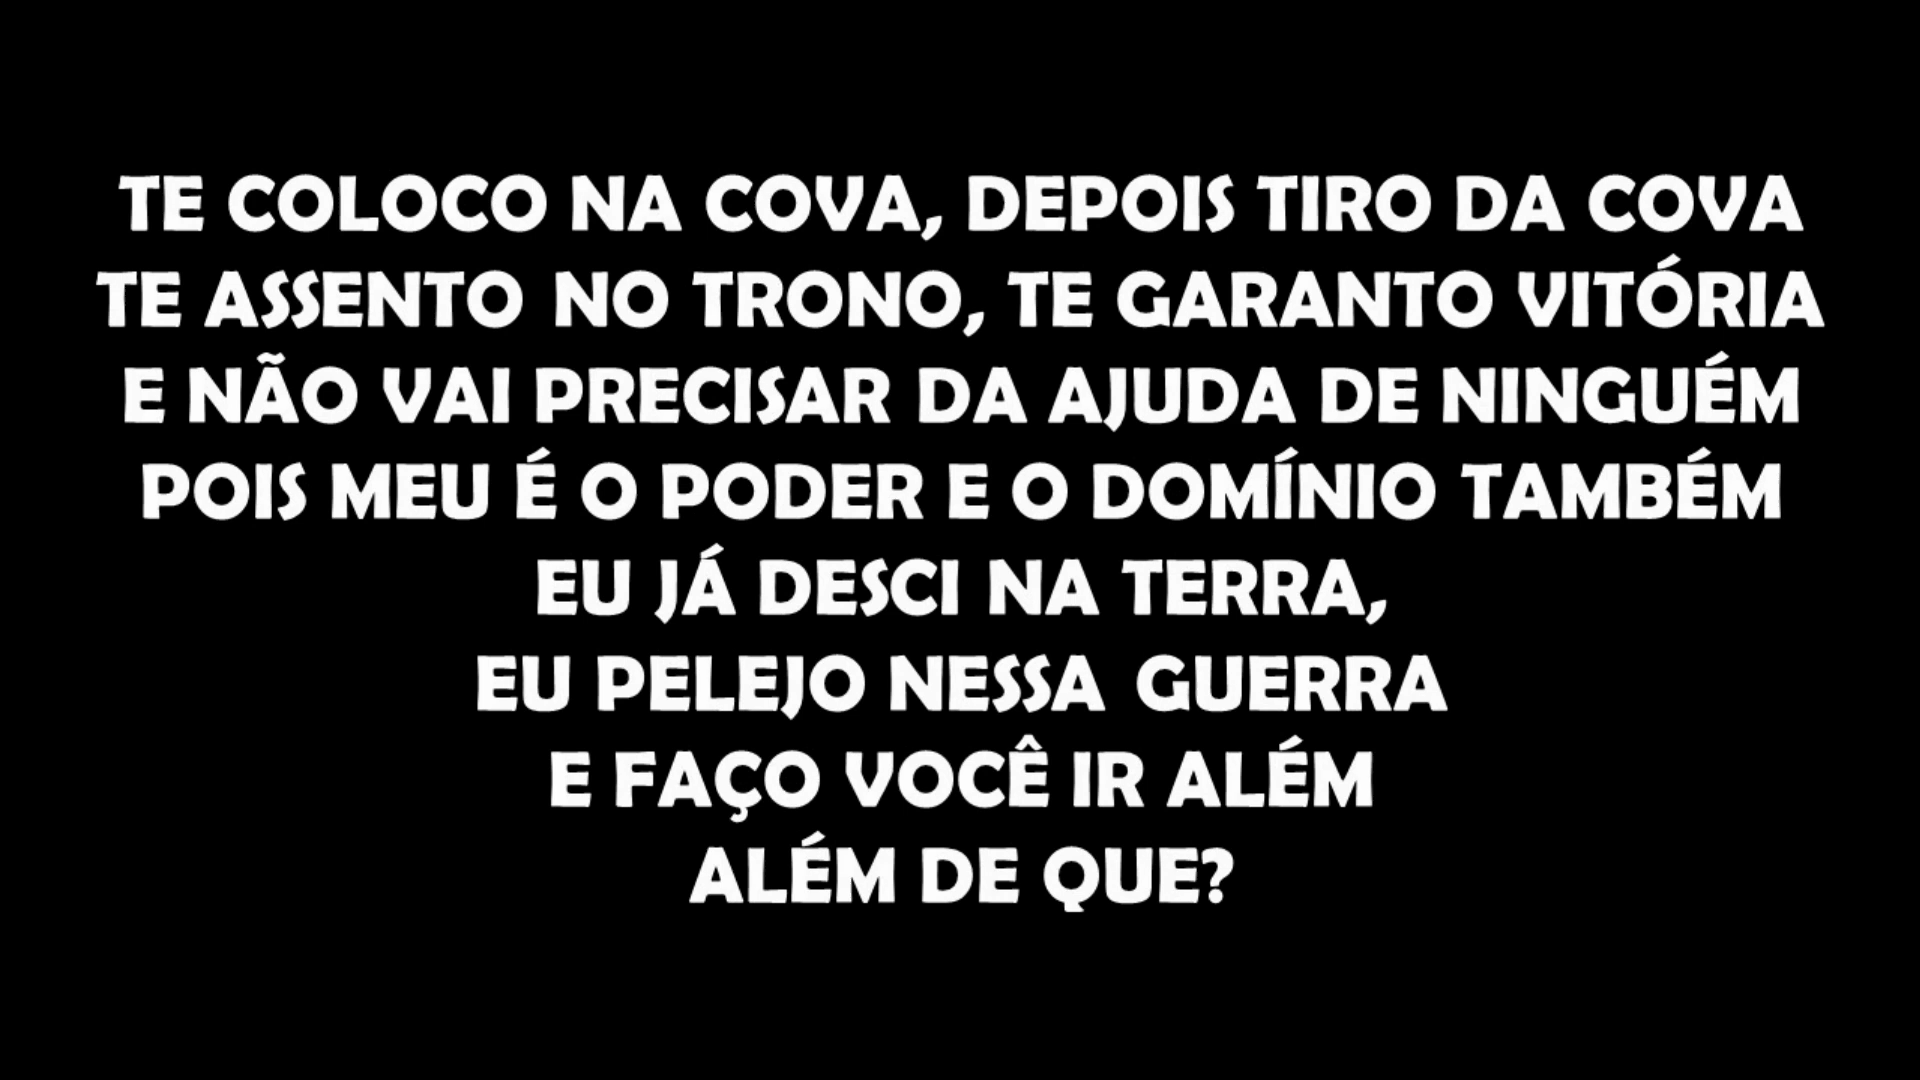 TE COLOCO NA COVA, DEPOIS TIRO DA COVA
TE ASSENTO NO TRONO, TE GARANTO VITÓRIA
E NÃO VAI PRECISAR DA AJUDA DE NINGUÉM
POIS MEU É O PODER E O DOMÍNIO TAMBÉM
EU JÁ DESCI NA TERRA,
EU PELEJO NESSA GUERRA
E FAÇO VOCÊ IR ALÉM
ALÉM DE QUE?